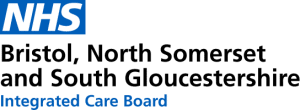 NHS
Bristol, North Somerset
and South Gloucestershire
Integrated Care Board